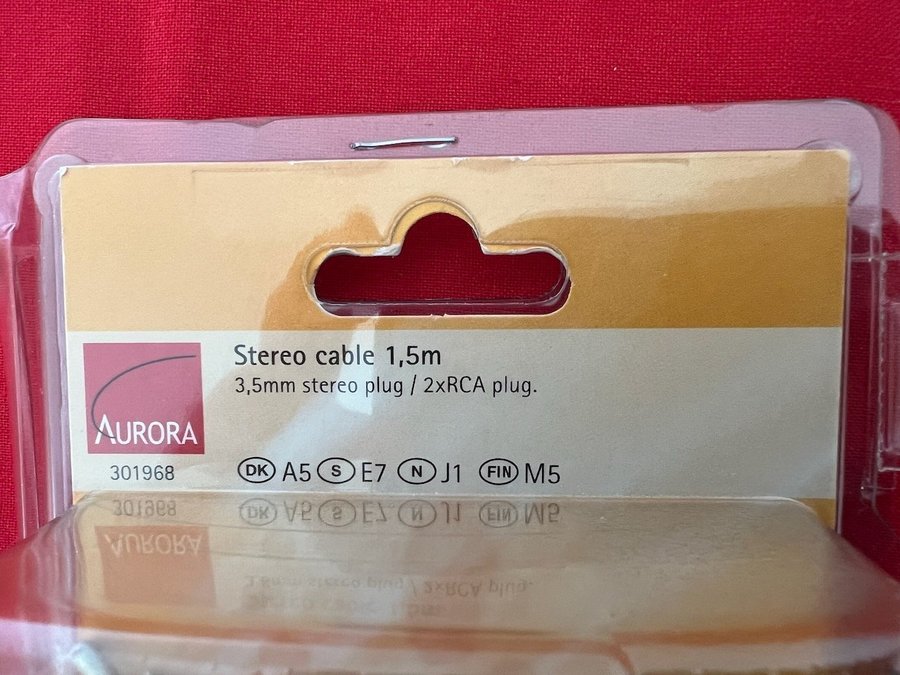 Stereo cable 1,5m
3,5mm stereo plug / 2xRCA plug.
AURORA
301968
DK A5 S E7 N J1 FIN M5